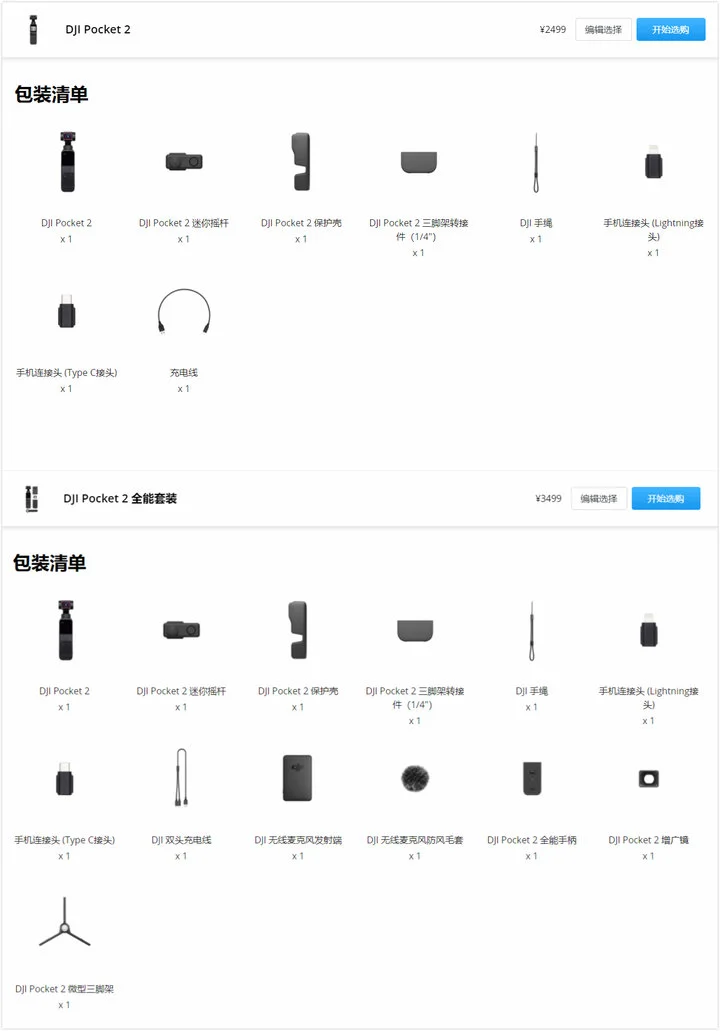 DJI Pocket 2 ¥2499 编辑选择 开始选购
包装清单
DJI Pocket 2
x 1
DJI Pocket 2 迷你摇杆
x 1
DJI Pocket 2 保护壳
x 1
DJI Pocket 2 三脚架转接
件（1/4"）
x 1
DJI 手绳
x 1
手机连接头 (Lightning接
头)
x 1
手机连接头 (Type C接头)
x 1
充电线
x 1
DJI Pocket 2 全能套装 ¥3499 编辑选择 开始选购
包装清单
DJI Pocket 2
x 1
DJI Pocket 2 迷你摇杆
x 1
DJI Pocket 2 保护壳
x 1
DJI Pocket 2 三脚架转接
件（1/4"）
x 1
DJI 手绳
x 1
手机连接头 (Lightning接
头)
x 1
手机连接头 (Type C接头)
x 1
DJI 双头充电线
x 1
DJI 无线麦克风发射端
x 1
DJI 无线麦克风防风毛套
x 1
DJI Pocket 2 全能手柄
x 1
DJI Pocket 2 增广镜
x 1
DJI Pocket 2 微型三脚架
x 1